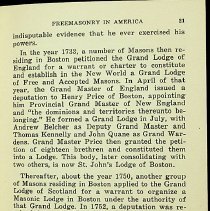 FREEMASONRY IN AMERICA 31
indisputable evidence that he ever exercised his
powers.
In the year 1733, a number of Masons then re-
siding in Boston petitioned the Grand Lodge of
England for a warrant or charter to constitute
and establish in the New World a Grand Lodge
of Free and Accepted Masons. In April of that
year, the Grand Master of England issued a
deputation to Henry Price of Boston, appointing
him Provincial Grand Master of New England
and "the dominions and territories thereunto be-
longing." He formed a Grand Lodge in July, with
Andrew Belcher as Deputy Grand Master and
Thomas Kennelly and John Quane as Grand War-
dens. Grand Master Price then granted the peti-
tion of eighteen brethren and constituted them
into a Lodge. This body, later consolidating with
two others, is now St. John's Lodge of Boston.
Thereafter, about the year 1750, another group
of Masons residing in Boston applied to the Grand
Lodge of Scotland for a warrant to organize a
Masonic Lodge in Boston under the authority of
that Grand Lodge. In 1752, a deputation was re-